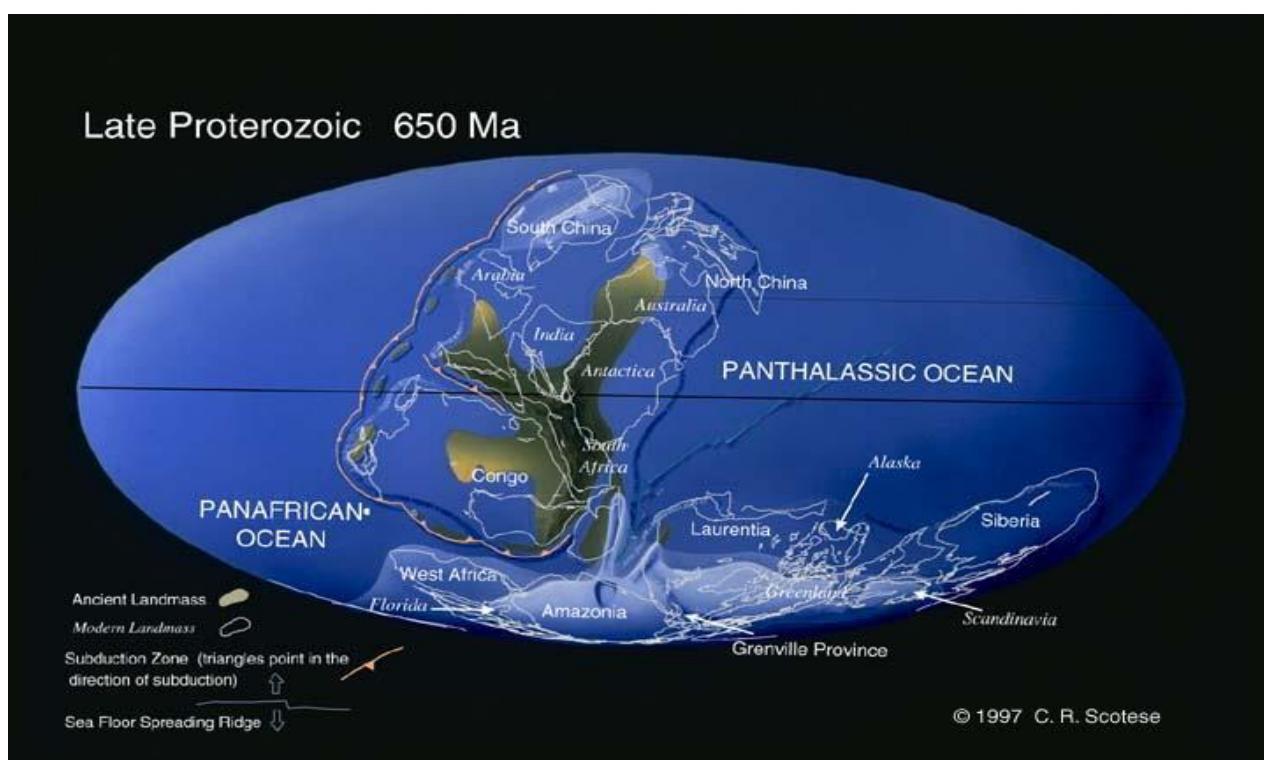 Late Proterozoic 650 Ma
South China
Arabia
North China
Australia
India
Antactica
PANTHALASSIC OCEAN
South
Africa
Congo
Alaska
PANAFRICAN•
OCEAN
Laurentia
Siberia
West Africa
Florida
Amazonia
Greenland
Scandinavia
Grenville Province
Ancient Landmass
Modern Landmass
Subduction Zone (triangles point in the
direction of subduction)
Sea Floor Spreading Ridge
© 1997 C. R. Scotese